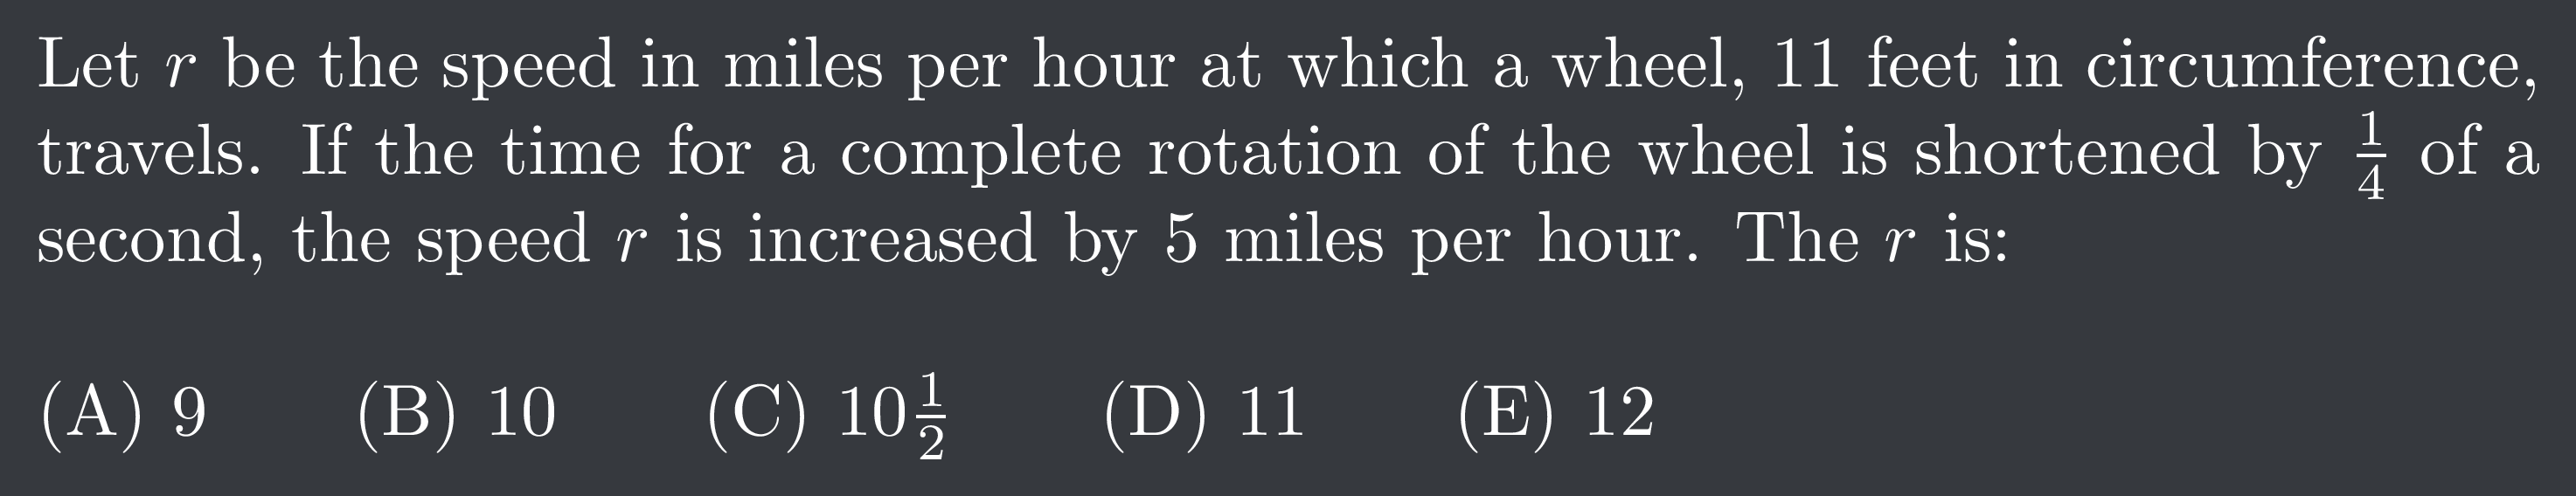 Let r be the speed in miles per hour at which a wheel, 11 feet in circumference,
travels. If the time for a complete rotation of the wheel is shortened by \frac{1}{4} of a
second, the speed r is increased by 5 miles per hour. The r is:
(A) 9 (B) 10 (C) 10\frac{1}{2} (D) 11 (E) 12